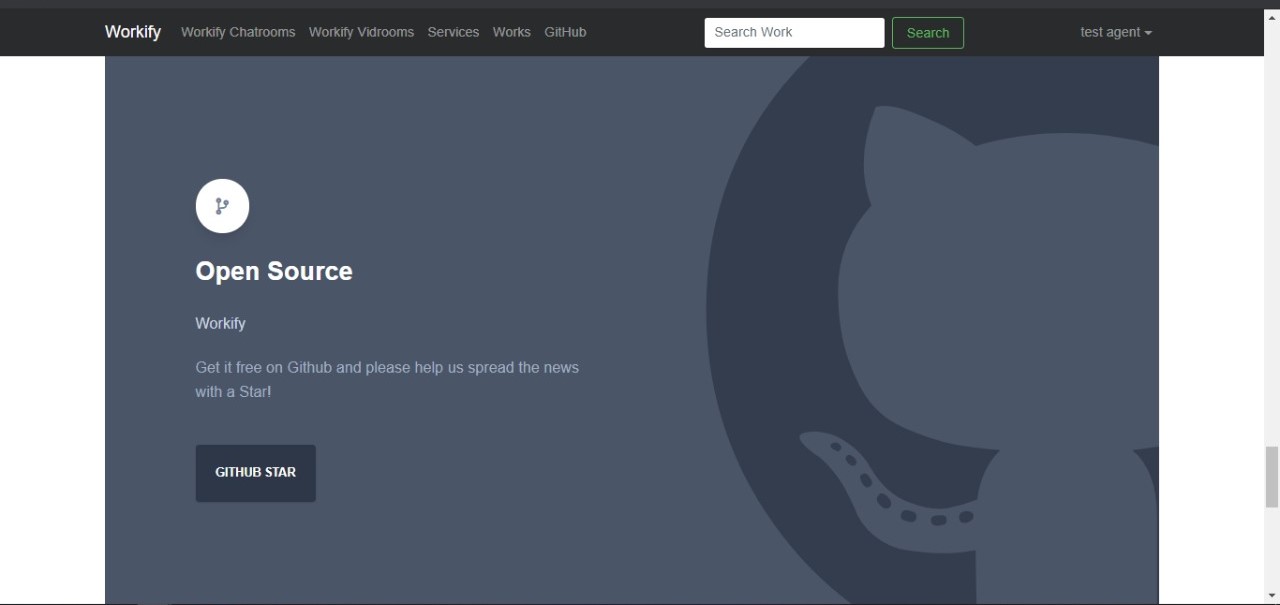 Workify Workify Chatrooms Workify Vidrooms Services Works GitHub Search Work Search test agent
Open Source
Workify
Get it free on Github and please help us spread the news
with a Star!
GITHUB STAR